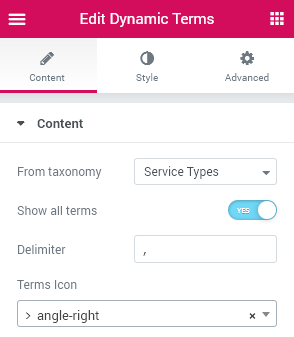 Edit Dynamic Terms
Content Style Advanced
Content
From taxonomy Service Types
Show all terms YES
Delimiter ,
Terms Icon
angle-right ×